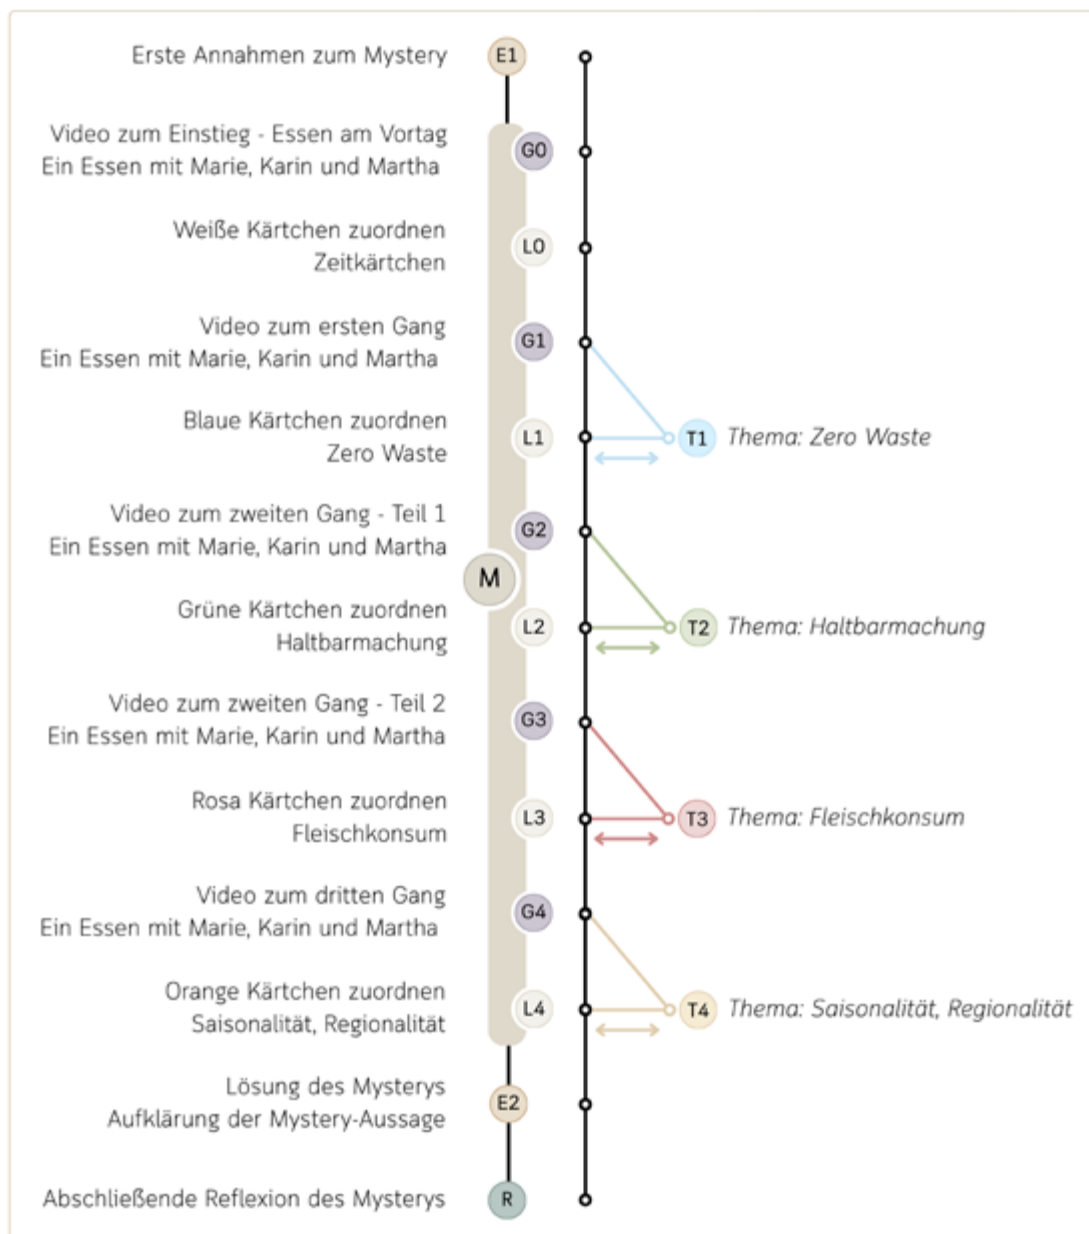 Erste Annahmen zum Mystery
E1
Video zum Einstieg - Essen am Vortag
Ein Essen mit Marie, Karin und Martha
G0
Weiße Kärtchen zuordnen
Zeitkärtchen
L0
Video zum ersten Gang
Ein Essen mit Marie, Karin und Martha
G1
Blaue Kärtchen zuordnen
Zero Waste
L1
T1
Thema: Zero Waste
Video zum zweiten Gang - Teil 1
Ein Essen mit Marie, Karin und Martha
G2
M
Grüne Kärtchen zuordnen
Haltbarmachung
L2
T2
Thema: Haltbarmachung
Video zum zweiten Gang - Teil 2
Ein Essen mit Marie, Karin und Martha
G3
Rosa Kärtchen zuordnen
Fleischkonsum
L3
T3
Thema: Fleischkonsum
Video zum dritten Gang
Ein Essen mit Marie, Karin und Martha
G4
Orange Kärtchen zuordnen
Saisonalität, Regionalität
L4
T4
Thema: Saisonalität, Regionalität
Lösung des Mysterys
Aufklärung der Mystery-Aussage
E2
Abschließende Reflexion des Mysterys
R